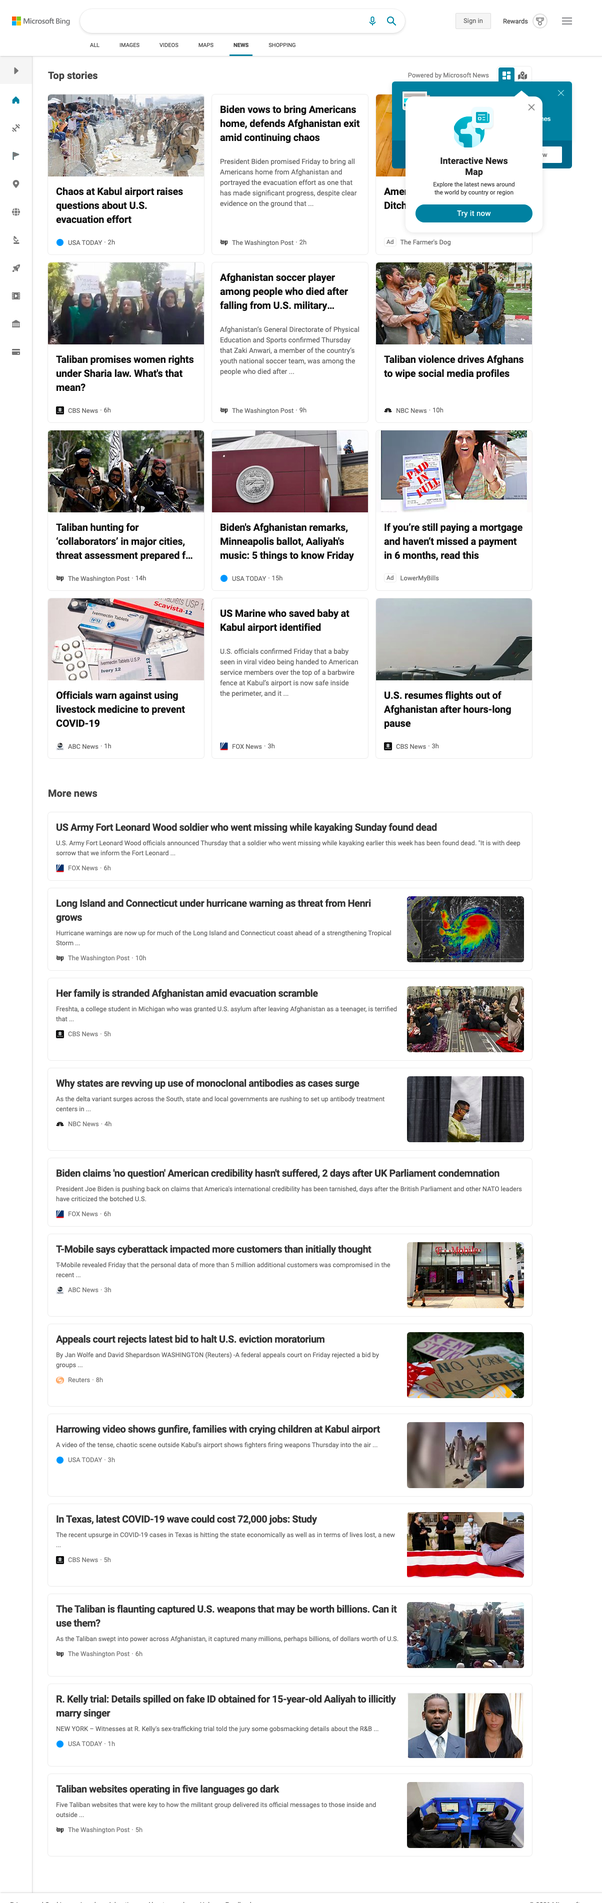 Microsoft Bing
Sign in
Rewards
ALL
IMAGES
VIDEOS
MAPS
NEWS
SHOPPING
Top stories
Powered by Microsoft News
Interactive News
Map
Explore the latest news around
the world by country or region
Try it now
Chaos at Kabul airport raises
questions about U.S.
evacuation effort
USA TODAY · 2h
Biden vows to bring Americans
home, defends Afghanistan exit
amid continuing chaos
President Biden promised Friday to bring all
Americans home from Afghanistan and
portrayed the evacuation effort as one that
has made significant progress, despite clear
evidence on the ground that ...
The Washington Post · 2h
Ditch
Ad The Farmer's Dog
Taliban promises women rights
under Sharia law. What's that
mean?
CBS News · 6h
Afghanistan soccer player
among people who died after
falling from U.S. military...
Afghanistan's General Directorate of Physical
Education and Sports confirmed Thursday
that Zaki Anwari, a member of the country's
youth national soccer team, was among the
people who died after ...
The Washington Post · 9h
Taliban violence drives Afghans
to wipe social media profiles
NBC News · 10h
Taliban hunting for
‘collaborators’ in major cities,
threat assessment prepared f...
The Washington Post · 14h
Biden's Afghanistan remarks,
Minneapolis ballot, Aaliyah's
music: 5 things to know Friday
USA TODAY · 15h
PAID
IN
FULL
If you're still paying a mortgage
and haven't missed a payment
in 6 months, read this
Ad LowerMyBills
Scavista-12
Officials warn against using
livestock medicine to prevent
COVID-19
ABC News · 1h
US Marine who saved baby at
Kabul airport identified
U.S. officials confirmed Friday that a baby
seen in viral video being handed to American
service members over the top of a barbwire
fence at Kabul's airport is now safe inside
the perimeter, and it ...
FOX News · 3h
U.S. resumes flights out of
Afghanistan after hours-long
pause
CBS News · 3h
More news
US Army Fort Leonard Wood soldier who went missing while kayaking Sunday found dead
U.S. Army Fort Leonard Wood officials announced Thursday that a soldier who went missing while kayaking earlier this week has been found dead. "It is with deep
sorrow that we inform the Fort Leonard ...
FOX News · 6h
Long Island and Connecticut under hurricane warning as threat from Henri
grows
Hurricane warnings are now up for much of the Long Island and Connecticut coast ahead of a strengthening Tropical
Storm ...
The Washington Post · 10h
Her family is stranded Afghanistan amid evacuation scramble
Freshta, a college student in Michigan who was granted U.S. asylum after leaving Afghanistan as a teenager, is terrified
that ...
CBS News · 5h
Why states are revving up use of monoclonal antibodies as cases surge
As the delta variant surges across the South, state and local governments are rushing to set up antibody treatment
centers in ...
NBC News · 4h
Biden claims 'no question' American credibility hasn't suffered, 2 days after UK Parliament condemnation
President Joe Biden is pushing back on claims that America's international credibility has been tarnished, days after the British Parliament and other NATO leaders
have criticized the botched U.S.
FOX News · 6h
T-Mobile says cyberattack impacted more customers than initially thought
T-Mobile revealed Friday that the personal data of more than 5 million additional customers was compromised in the
recent ...
ABC News · 3h
Appeals court rejects latest bid to halt U.S. eviction moratorium
By Jan Wolfe and David Shepardson WASHINGTON (Reuters) -A federal appeals court on Friday rejected a bid by
groups ...
Reuters · 8h
NO WORK
NO RENT
Harrowing video shows gunfire, families with crying children at Kabul airport
A video of the tense, chaotic scene outside Kabul's airport shows fighters firing weapons Thursday into the air ...
USA TODAY · 3h
In Texas, latest COVID-19 wave could cost 72,000 jobs: Study
The recent upsurge in COVID-19 cases in Texas is hitting the state economically as well as in terms of lives lost, a new
...
CBS News · 5h
The Taliban is flaunting captured U.S. weapons that may be worth billions. Can it
use them?
As the Taliban swept into power across Afghanistan, it captured many millions, perhaps billions, of dollars worth of U.S.
The Washington Post · 6h
R. Kelly trial: Details spilled on fake ID obtained for 15-year-old Aaliyah to illicitly
marry singer
NEW YORK – Witnesses at R. Kelly's sex-trafficking trial told the jury some gobsmacking details about the R&B ...
USA TODAY · 1h
Taliban websites operating in five languages go dark
Five Taliban websites that were key to how the militant group delivered its official messages to those inside and
outside ...
The Washington Post · 5h